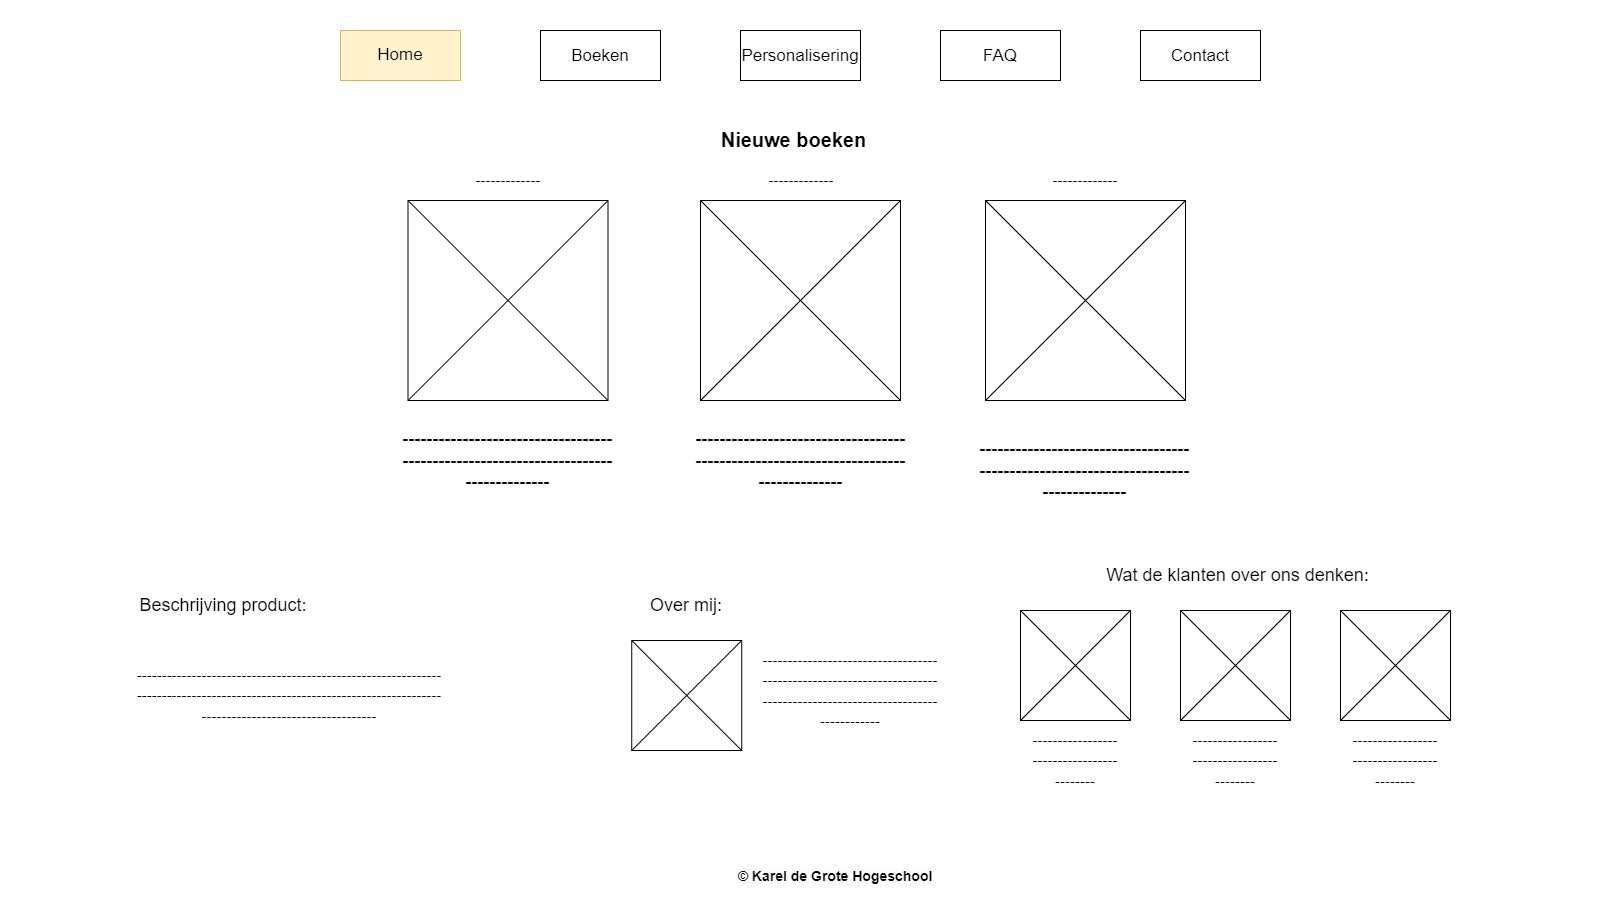 Home
Boeken
Personalisering
FAQ
Contact
Nieuwe boeken
Wat de klanten over ons denken:
Beschrijving product:
Over mij:
© Karel de Grote Hogeschool